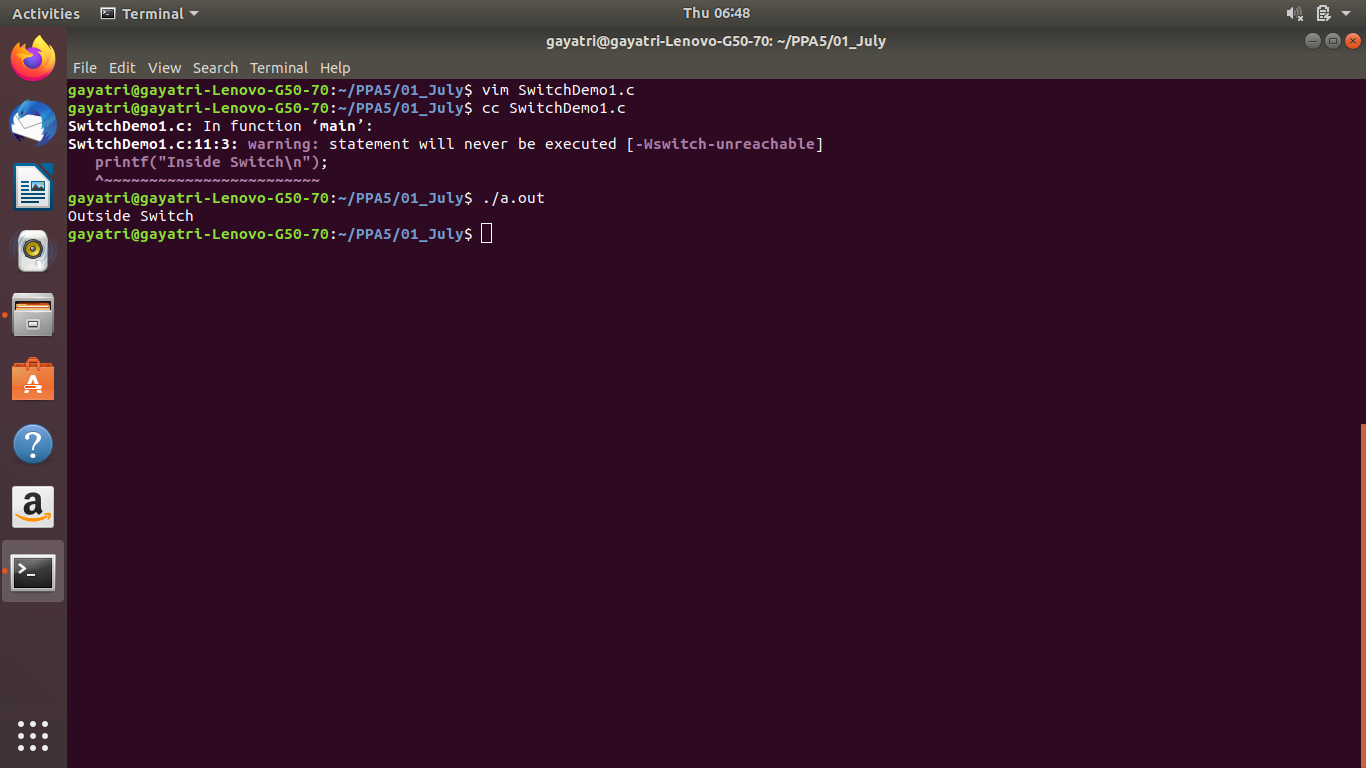 Activities Terminal Thu 06:48
gayatri@gayatri-Lenovo-G50-70: ~/PPA5/01_July
File Edit View Search Terminal Help
gayatri@gayatri-Lenovo-G50-70:~/PPA5/01_July$ vim SwitchDemo1.c
gayatri@gayatri-Lenovo-G50-70:~/PPA5/01_July$ cc SwitchDemo1.c
SwitchDemo1.c: In function ‘main’:
SwitchDemo1.c:11:3: warning: statement will never be executed [-Wswitch-unreachable]
   printf("Inside Switch\n");
   ^~~~~~~~~~~~~~~~~~~~~~~~~
gayatri@gayatri-Lenovo-G50-70:~/PPA5/01_July$ ./a.out
Outside Switch
gayatri@gayatri-Lenovo-G50-70:~/PPA5/01_July$